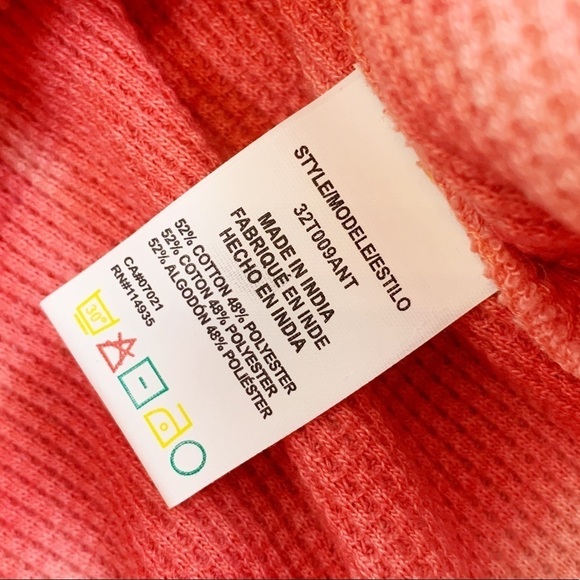 STYLE/MODELE/ESTILO
32T009ANT
MADE IN INDIA
FABRIQUÉ EN INDE
HECHO EN INDIA
52% COTTON 48% POLYESTER
52% COTON 48% POLYESTER
52% ALGODÓN 48% POLIÉSTER
CA#07021
RN#114935
30°